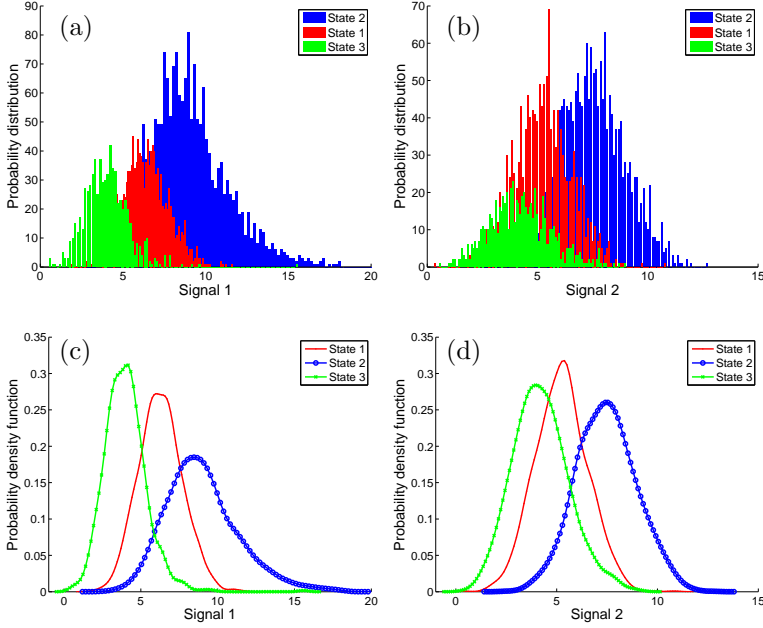 (a)
Probability distribution
90
80
70
60
50
40
30
20
10
0
0 5 10 15 20
Signal 1
State 2
State 1
State 3
(b)
Probability distribution
70
60
50
40
30
20
10
0
5 10 15
Signal 2
State 2
State 1
State 3
(c)
Probability density function
0.35
0.3
0.25
0.2
0.15
0.1
0.05
0
0 5 10 15 20
Signal 1
State 1
State 2
State 3
(d)
Probability density function
0.35
0.3
0.25
0.2
0.15
0.1
0.05
0
0 5 10 15
Signal 2
State 1
State 2
State 3